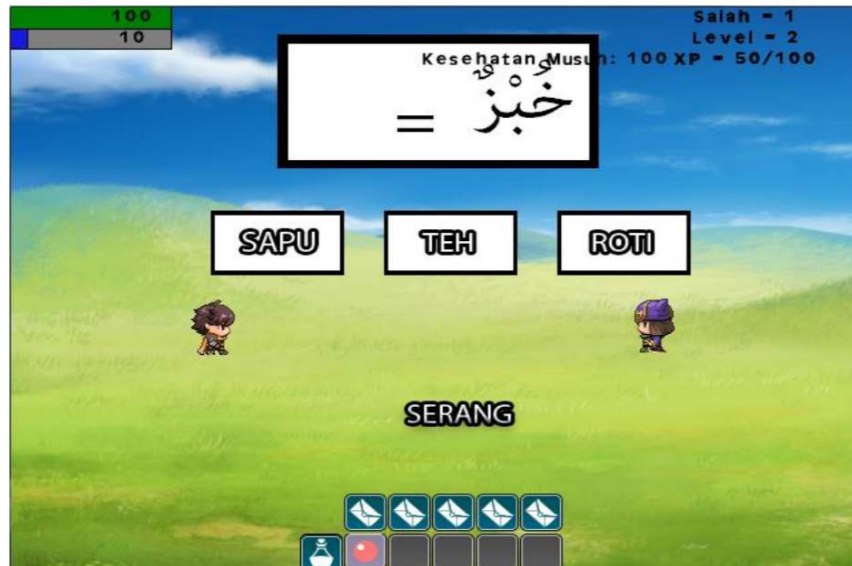 100
10
Salah = 1
Level = 2
Kesehatan Musuh: 100 XP = 50/100
خُبْزٌ =
SAPU TEH ROTI
SERANG